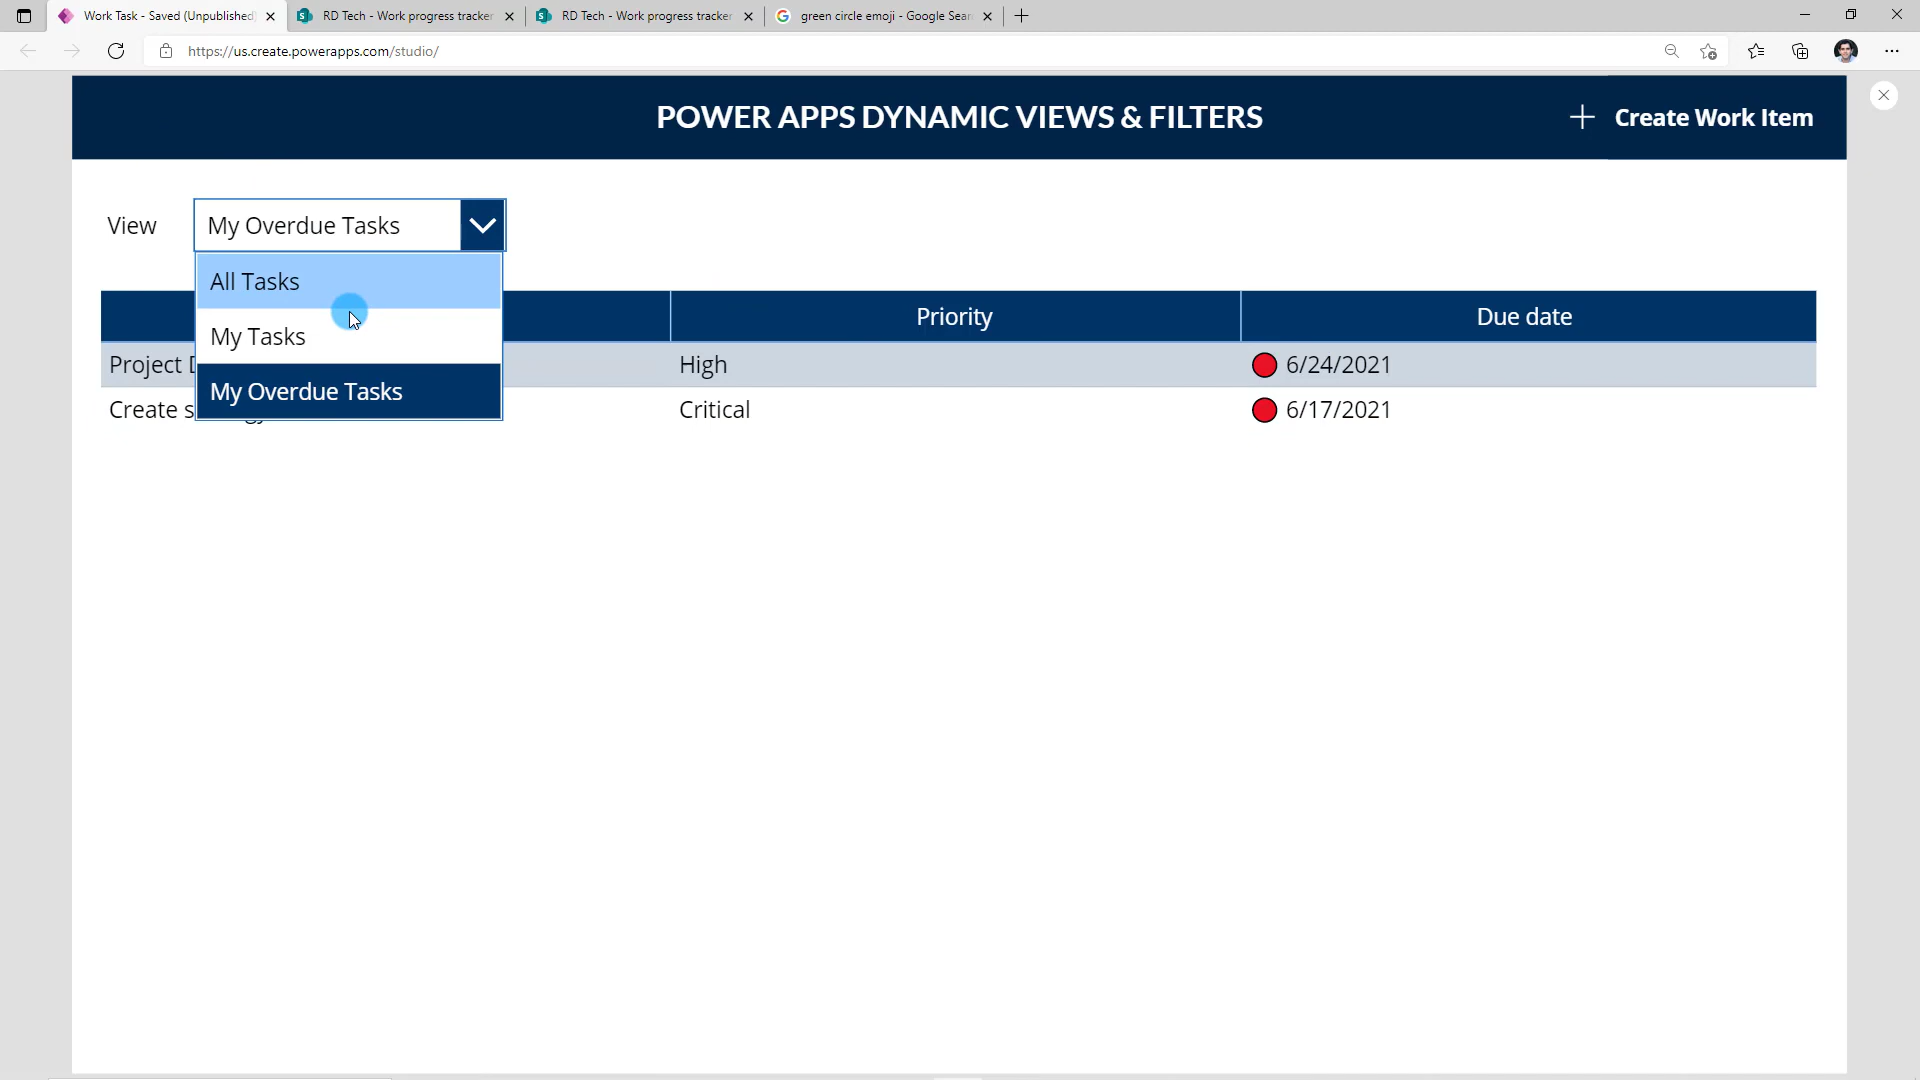 Work Task - Saved (Unpublished)
RD Tech - Work progress tracker
RD Tech - Work progress tracker
green circle emoji - Google Sear
https://us.create.powerapps.com/studio/
POWER APPS DYNAMIC VIEWS & FILTERS
Create Work Item
View
My Overdue Tasks
All Tasks
My Tasks
My Overdue Tasks
Priority
Due date
Project
High
6/24/2021
Create s
Critical
6/17/2021